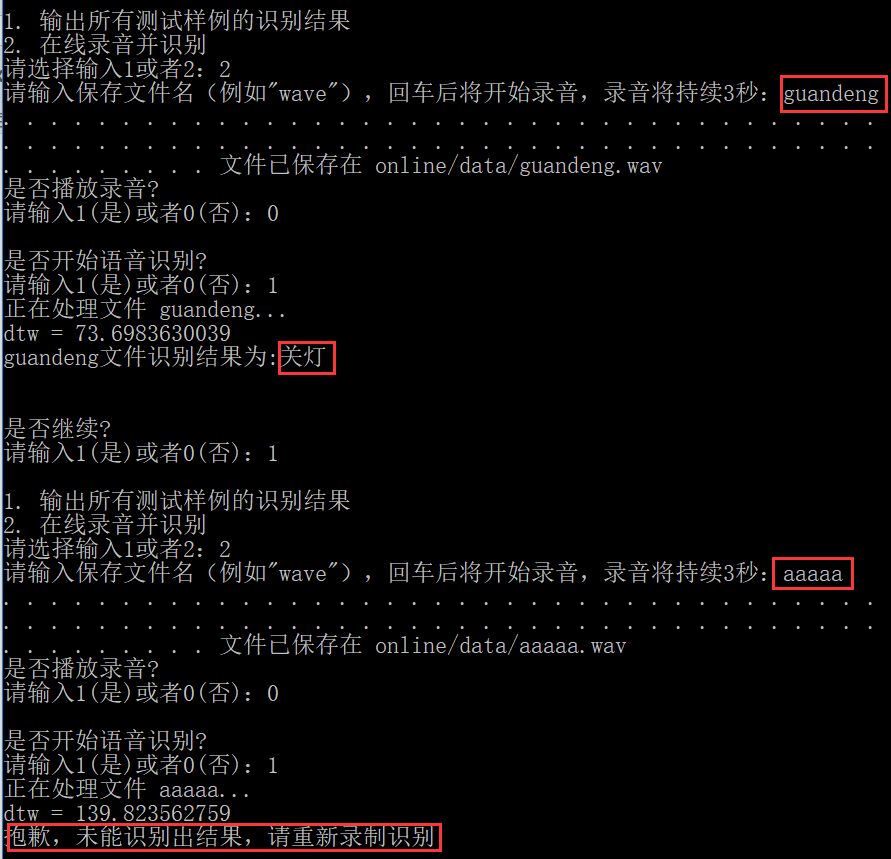 1. 输出所有测试样例的识别结果
2. 在线录音并识别
请选择输入1或者2：2
请输入保存文件名（例如"wave"），回车后将开始录音，录音将持续3秒：guandeng
. . . . . . . . . . . . . . . . . . . . . . . . . . . . . . . . . . . . .
. . . . . . . . . . . . . . . . . . . . . . . . . . . . . . . . . . . . .
. . . . . . . . . 文件已保存在 online/data/guandeng.wav
是否播放录音?
请输入1(是)或者0(否)：0
是否开始语音识别?
请输入1(是)或者0(否)：1
正在处理文件 guandeng...
dtw = 73.6983630039
guandeng文件识别结果为:关灯
是否继续?
请输入1(是)或者0(否)：1
1. 输出所有测试样例的识别结果
2. 在线录音并识别
请选择输入1或者2：2
请输入保存文件名（例如"wave"），回车后将开始录音，录音将持续3秒：aaaaa
. . . . . . . . . . . . . . . . . . . . . . . . . . . . . . . . . . . . .
. . . . . . . . . . . . . . . . . . . . . . . . . . . . . . . . . . . . .
. . . . . . . . . 文件已保存在 online/data/aaaaa.wav
是否播放录音?
请输入1(是)或者0(否)：0
是否开始语音识别?
请输入1(是)或者0(否)：1
正在处理文件 aaaaa...
dtw = 139.823562759
抱歉，未能识别出结果，请重新录制识别